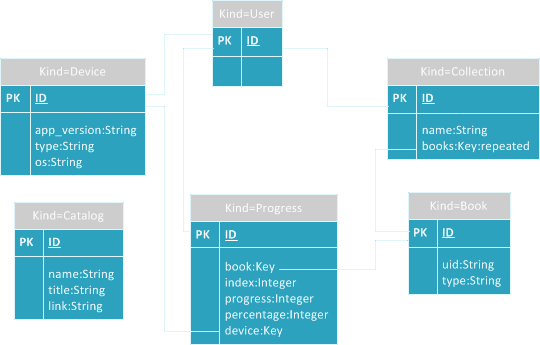 Kind=User
PK ID
Kind=Device
PK ID
app_version:String
type:String
os:String
Kind=Collection
PK ID
name:String
books:Key:repeated
Kind=Catalog
PK ID
name:String
title:String
link:String
Kind=Progress
PK ID
book:Key
index:Integer
progress:Integer
percentage:Integer
device:Key
Kind=Book
PK ID
uid:String
type:String